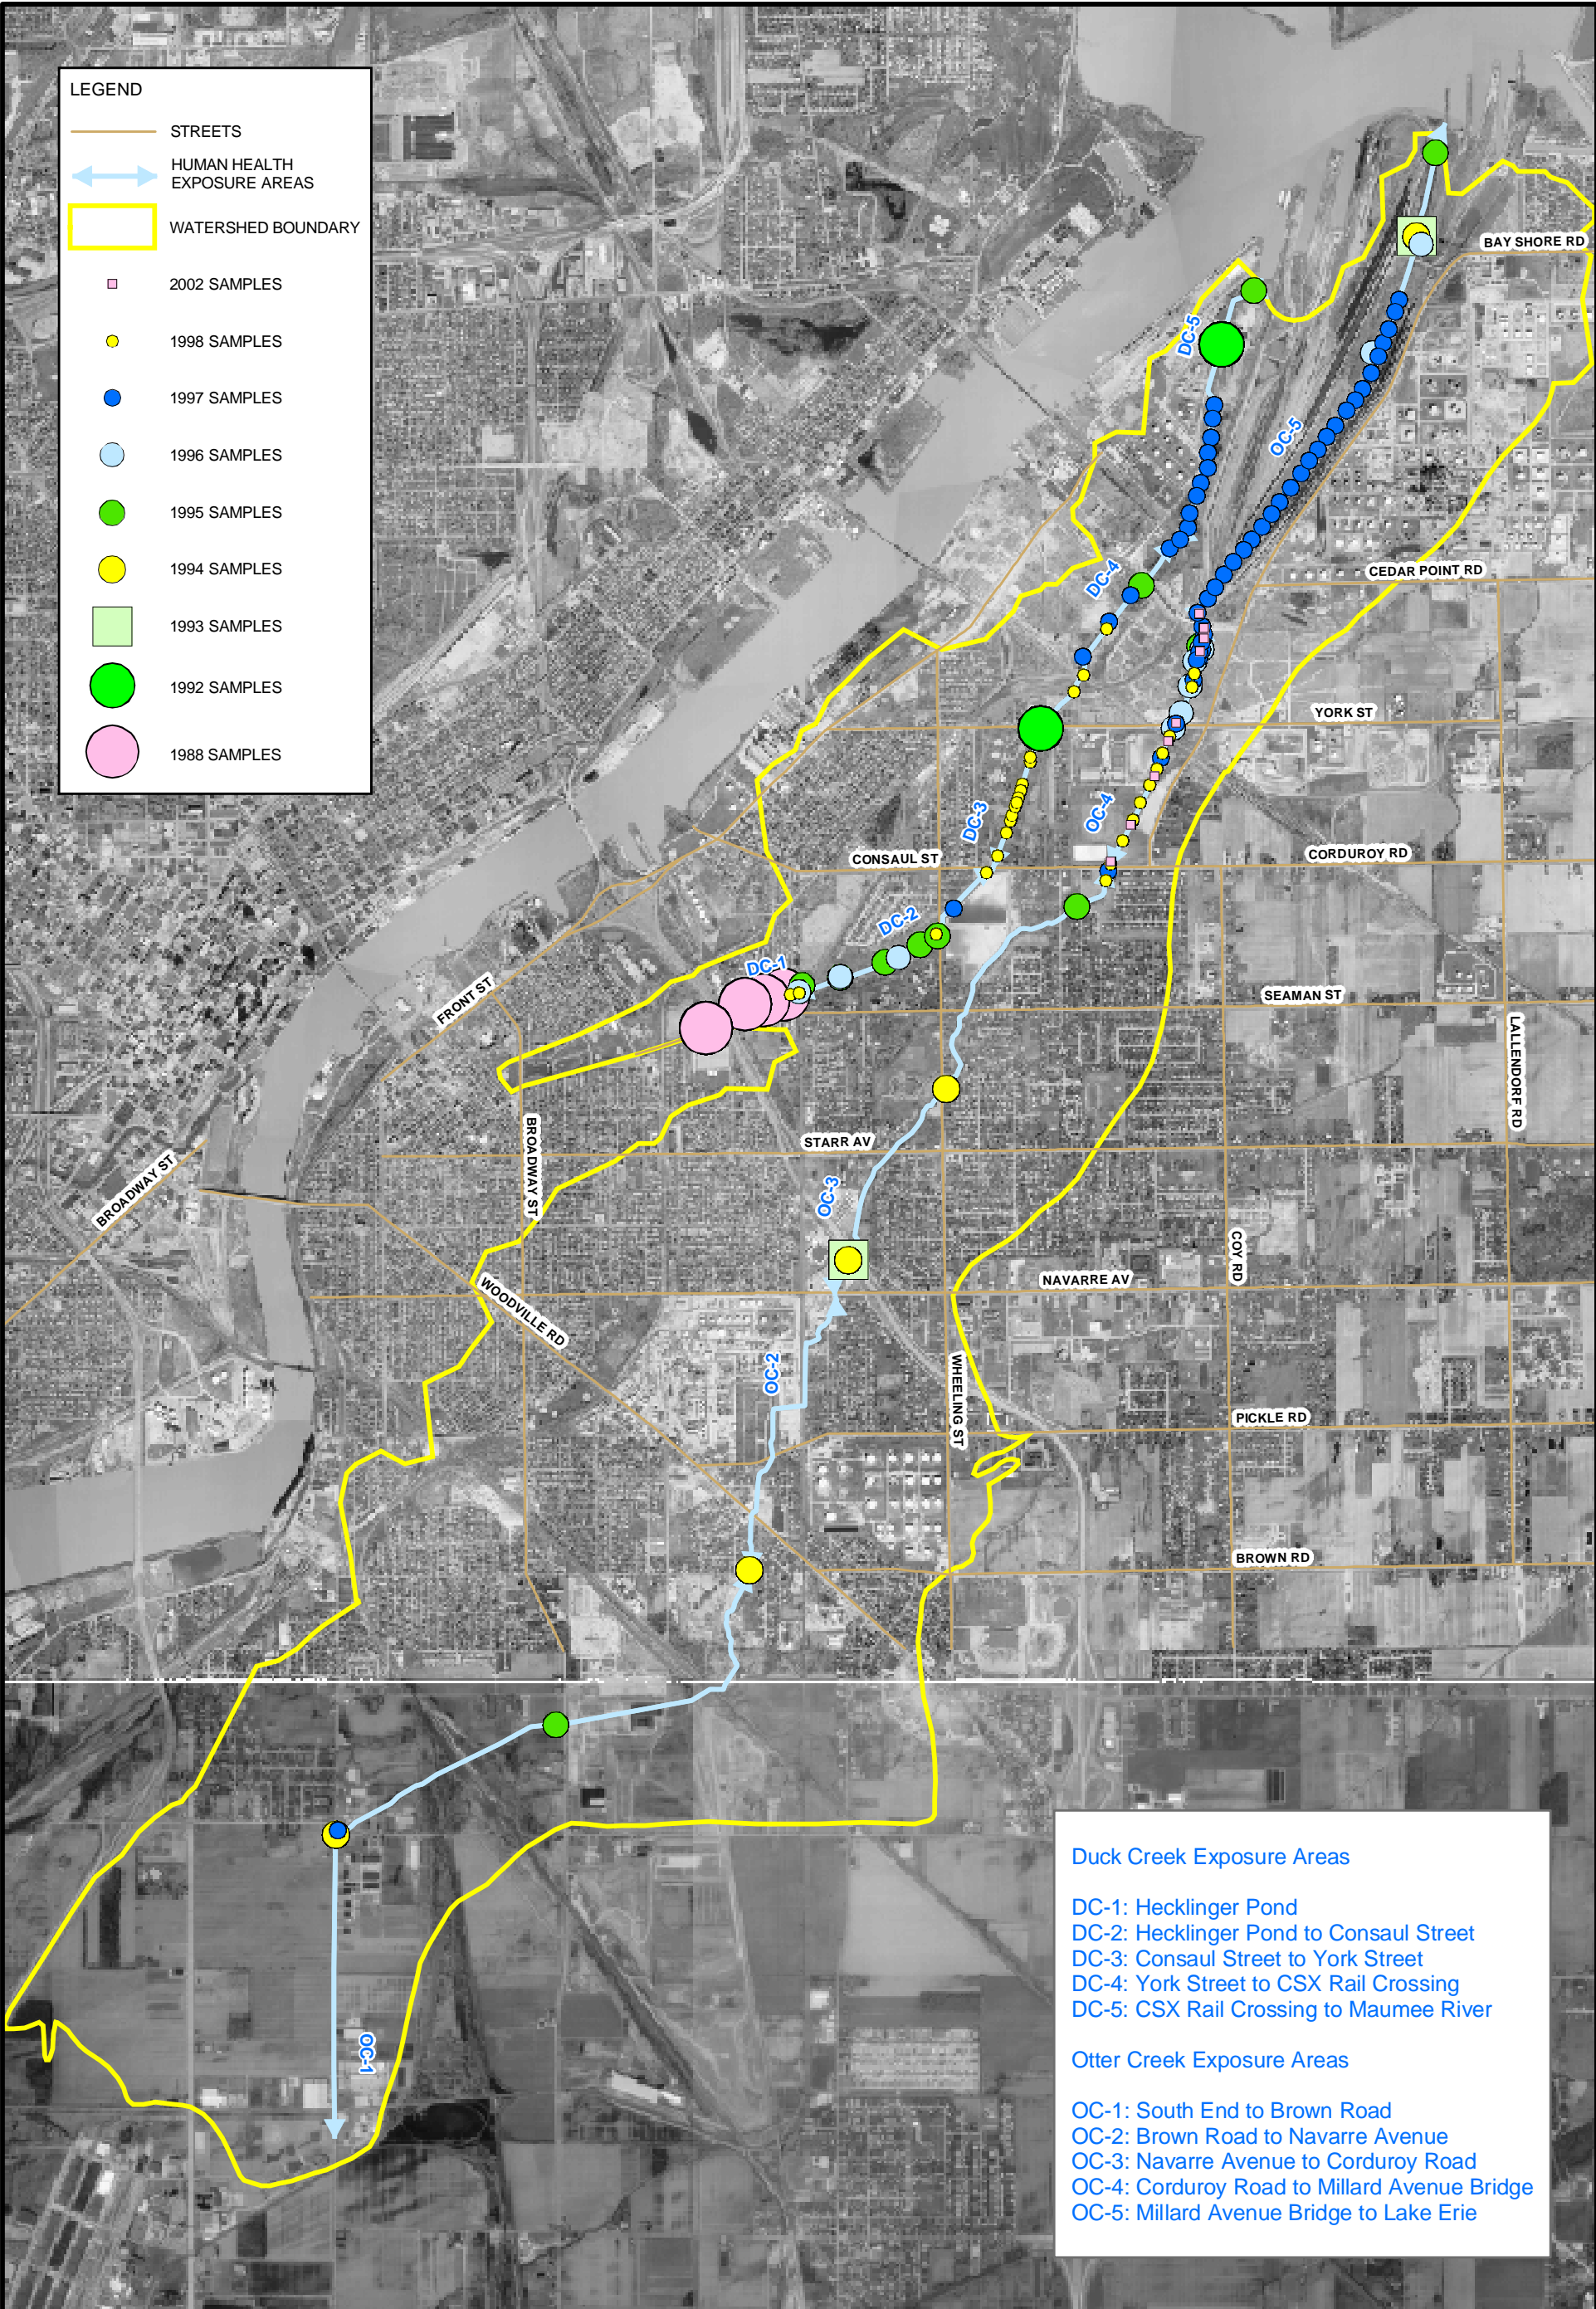 LEGEND
STREETS
HUMAN HEALTH
EXPOSURE AREAS
WATERSHED BOUNDARY
2002 SAMPLES
1998 SAMPLES
1997 SAMPLES
1996 SAMPLES
1995 SAMPLES
1994 SAMPLES
1993 SAMPLES
1992 SAMPLES
1988 SAMPLES
BAY SHORE RD
DC-5
OC-5
CEDAR POINT RD
DC-4
YORK ST
DC-3
OC-4
CONSAUL ST
CORDUROY RD
DC-2
DC-1
FRONT ST
SEAMAN ST
LALLENDORF RD
BROADWAY ST
STARR AV
BROADWAY ST
OC-3
COY RD
NAVARRE AV
WOODVILLE RD
OC-2
WHEELING ST
PICKLE RD
BROWN RD
OC-1
Duck Creek Exposure Areas
DC-1: Hecklinger Pond
DC-2: Hecklinger Pond to Consaul Street
DC-3: Consaul Street to York Street
DC-4: York Street to CSX Rail Crossing
DC-5: CSX Rail Crossing to Maumee River
Otter Creek Exposure Areas
OC-1: South End to Brown Road
OC-2: Brown Road to Navarre Avenue
OC-3: Navarre Avenue to Corduroy Road
OC-4: Corduroy Road to Millard Avenue Bridge
OC-5: Millard Avenue Bridge to Lake Erie